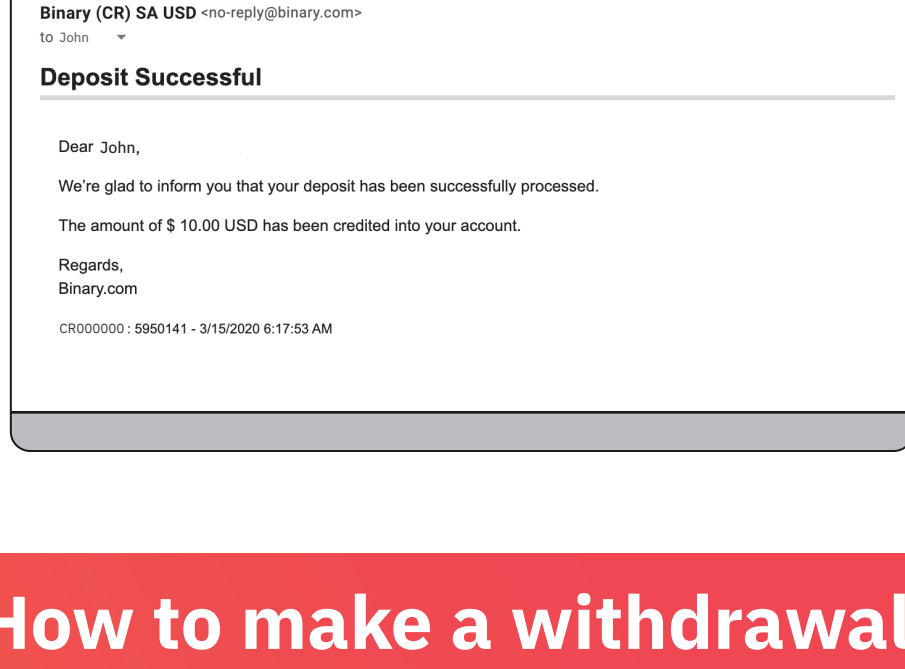 Binary (CR) SA USD <no-reply@binary.com>
to John
Deposit Successful
Dear John,
We're glad to inform you that your deposit has been successfully processed.
The amount of $ 10.00 USD has been credited into your account.
Regards,
Binary.com
CR000000 : 5950141 - 3/15/2020 6:17:53 AM
How to make a withdrawal